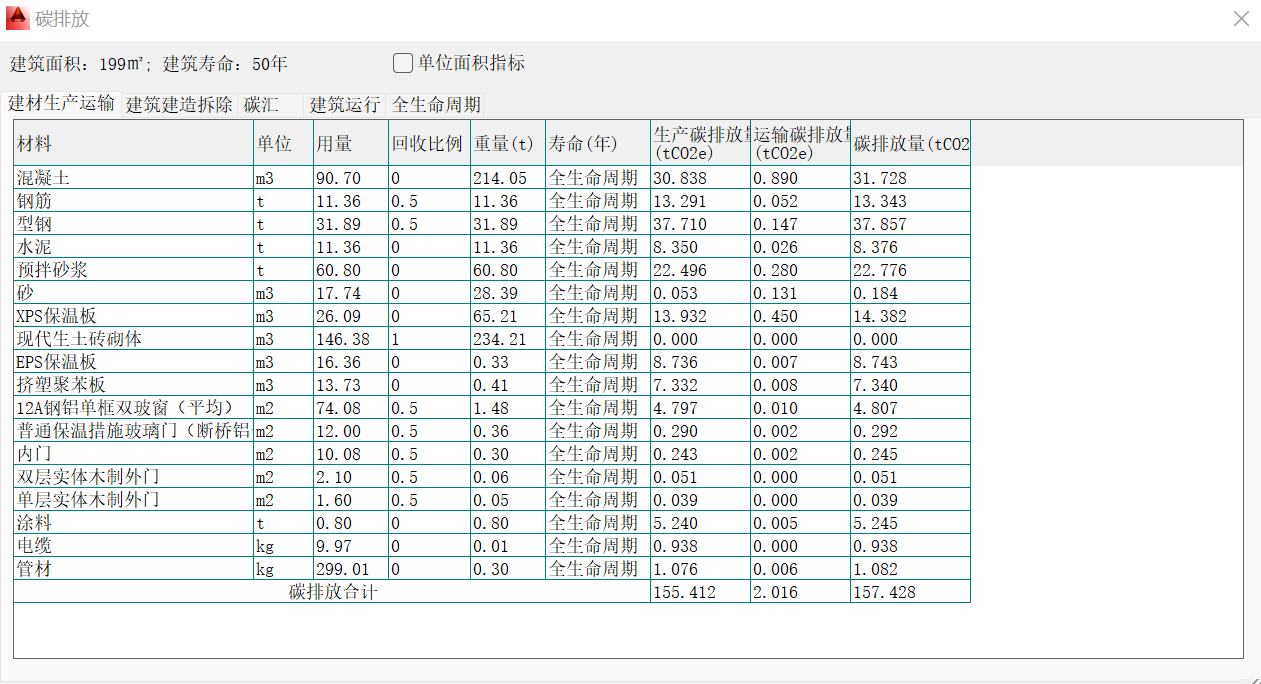 碳排放
建筑面积：199㎡；建筑寿命：50年 单位面积指标
建材生产运输 建筑建造拆除 碳汇 建筑运行 全生命周期
材料 单位 用量 回收比例 重量(t) 寿命(年) 生产碳排放量(tCO2e) 运输碳排放量(tCO2e) 碳排放量(tCO2
混凝土 m3 90.70 0 214.05 全生命周期 30.838 0.890 31.728
钢筋 t 11.36 0.5 11.36 全生命周期 13.291 0.052 13.343
型钢 t 31.89 0.5 31.89 全生命周期 37.710 0.147 37.857
水泥 t 11.36 0 11.36 全生命周期 8.350 0.026 8.376
预拌砂浆 t 60.80 0 60.80 全生命周期 22.496 0.280 22.776
砂 m3 17.74 0 28.39 全生命周期 0.053 0.131 0.184
XPS保温板 m3 26.09 0 65.21 全生命周期 13.932 0.450 14.382
现代生土砖砌体 m3 146.38 1 234.21 全生命周期 0.000 0.000 0.000
EPS保温板 m3 16.36 0 0.33 全生命周期 8.736 0.007 8.743
挤塑聚苯板 m3 13.73 0 0.41 全生命周期 7.332 0.008 7.340
12A钢铝单框双玻窗（平均） m2 74.08 0.5 1.48 全生命周期 4.797 0.010 4.807
普通保温措施玻璃门（断桥铝 m2 12.00 0.5 0.36 全生命周期 0.290 0.002 0.292
内门 m2 10.08 0.5 0.30 全生命周期 0.243 0.002 0.245
双层实体木制外门 m2 2.10 0.5 0.06 全生命周期 0.051 0.000 0.051
单层实体木制外门 m2 1.60 0.5 0.05 全生命周期 0.039 0.000 0.039
涂料 t 0.80 0 0.80 全生命周期 5.240 0.005 5.245
电缆 kg 9.97 0 0.01 全生命周期 0.938 0.000 0.938
管材 kg 299.01 0 0.30 全生命周期 1.076 0.006 1.082
碳排放合计 155.412 2.016 157.428